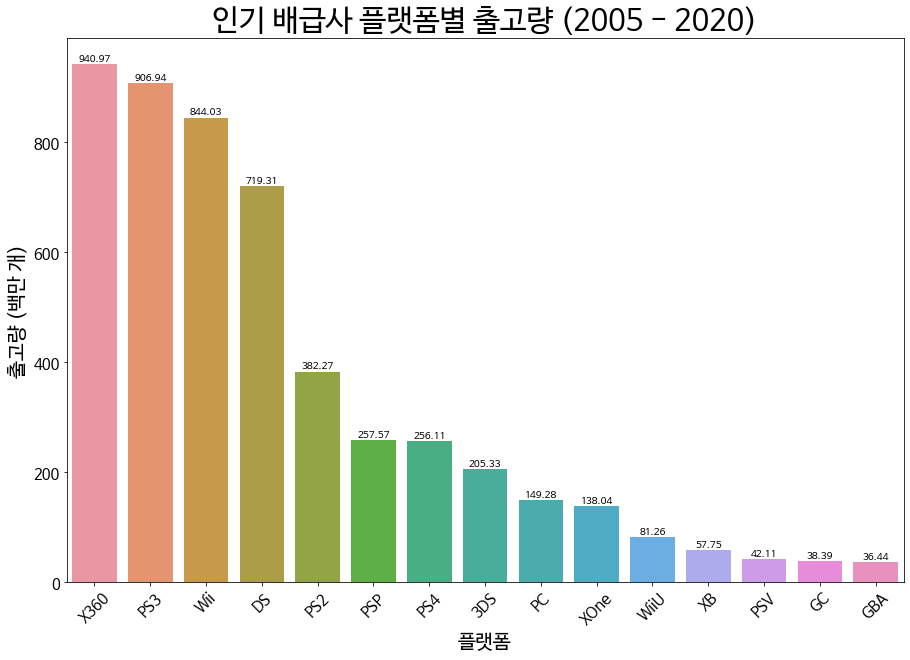 인기 배급사 플랫폼별 출고량 (2005 - 2020)
출고량 (백만 개)
800
600
400
200
0
940.97
906.94
844.03
719.31
382.27
257.57
256.11
205.33
149.28
138.04
81.26
57.75
42.11
38.39
36.44
X360
PS3
Wii
DS
PS2
PSP
PS4
3DS
PC
XOne
WiiU
XB
PSV
GC
GBA
플랫폼